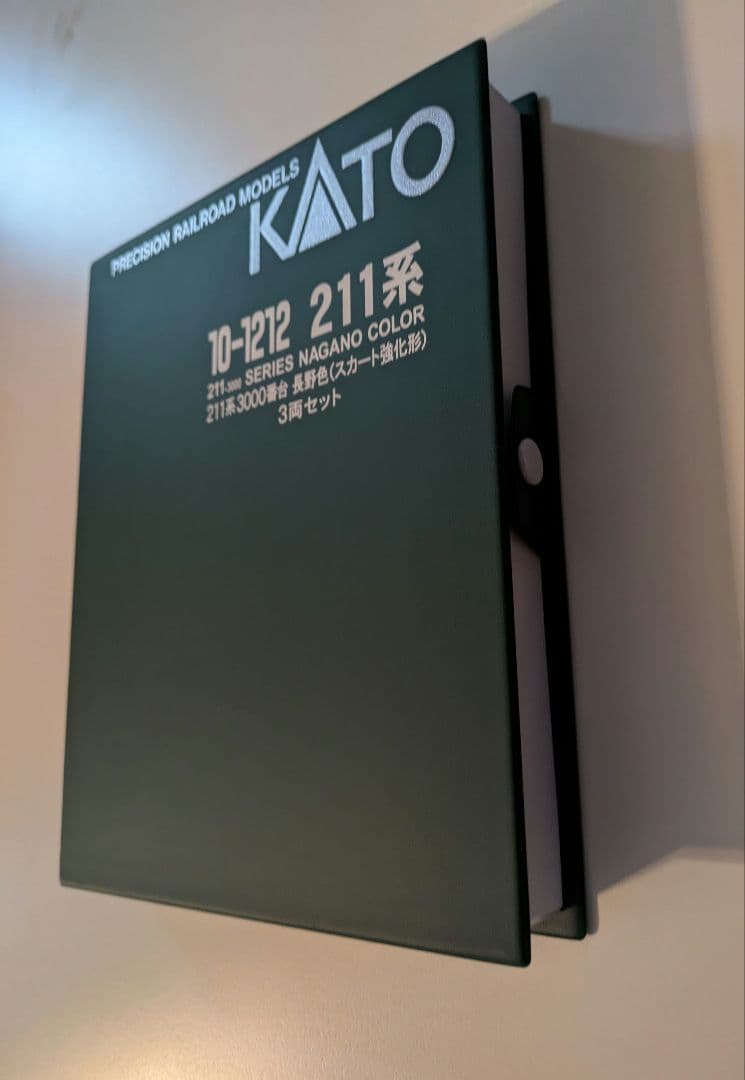 PRECISION RAILROAD MODELS
KATO
10-1212 211系
211-3000 SERIES NAGANO COLOR
211系3000番台 長野色(スカート強化形)
3両セット